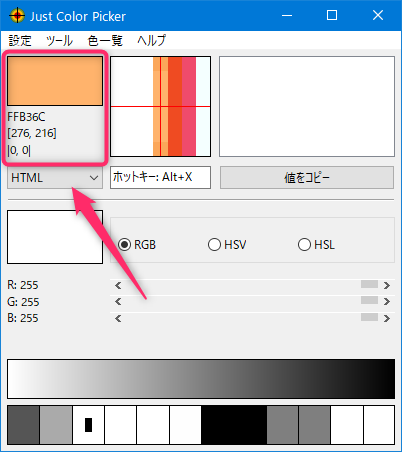 Just Color Picker
設定 ツール 色一覧 ヘルプ
FFB36C
[276, 216]
|0, 0|
HTML
ホットキー: Alt+X
値をコピー
RGB HSV HSL
R: 255
G: 255
B: 255